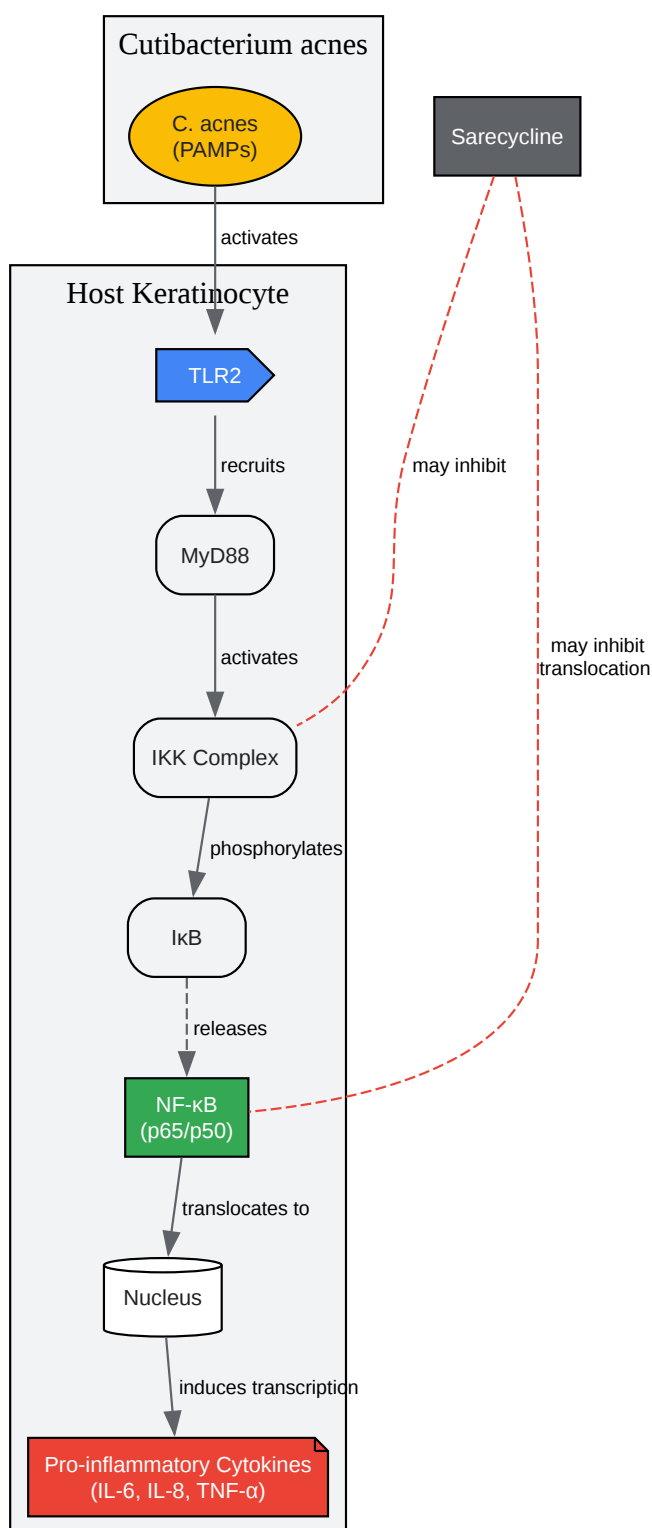 Cutibacterium acnes
C. acnes
(PAMPs)
Sarecycline
activates
Host Keratinocyte
TLR2
recruits
may inhibit
MyD88
activates
may inhibit
translocation
IKK Complex
phosphorylates
IκB
releases
NF-κB
(p65/p50)
translocates to
Nucleus
induces transcription
Pro-inflammatory Cytokines
(IL-6, IL-8, TNF-α)